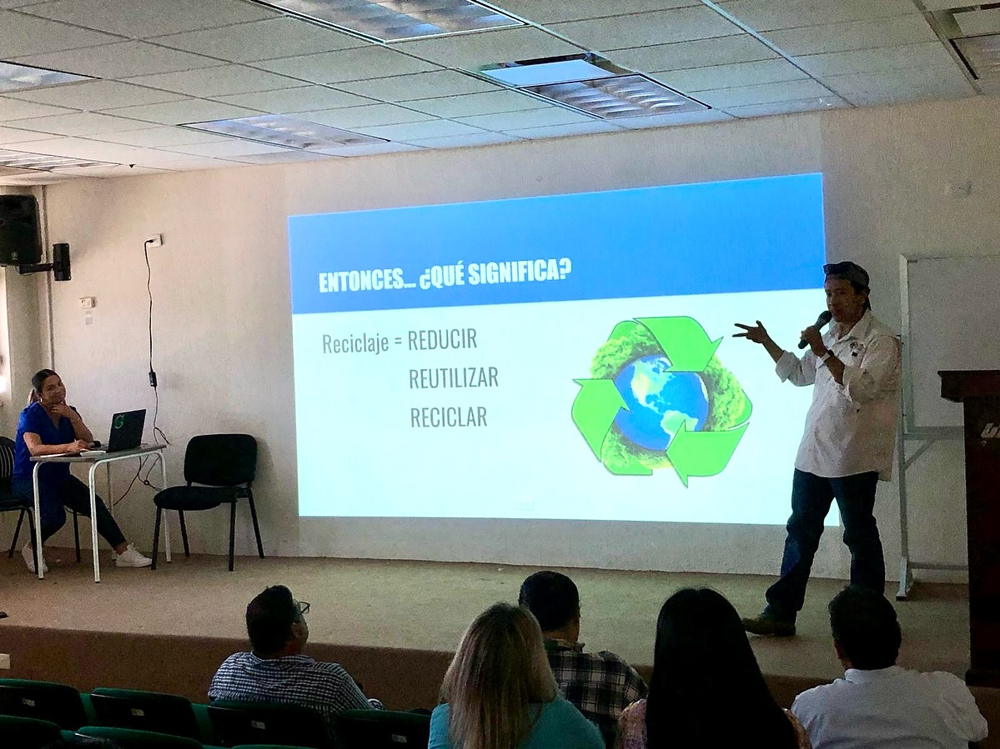 ENTONCES... ¿QUÉ SIGNIFICA?
Reciclaje = REDUCIR
REUTILIZAR
RECICLAR